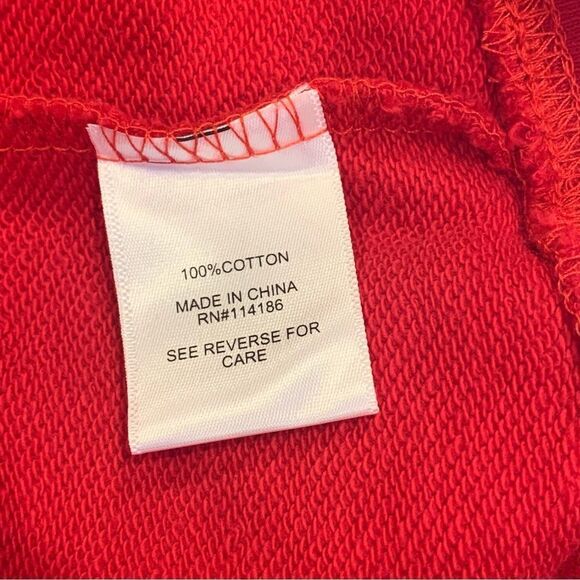 100%COTTON
MADE IN CHINA
RN#114186
SEE REVERSE FOR
CARE